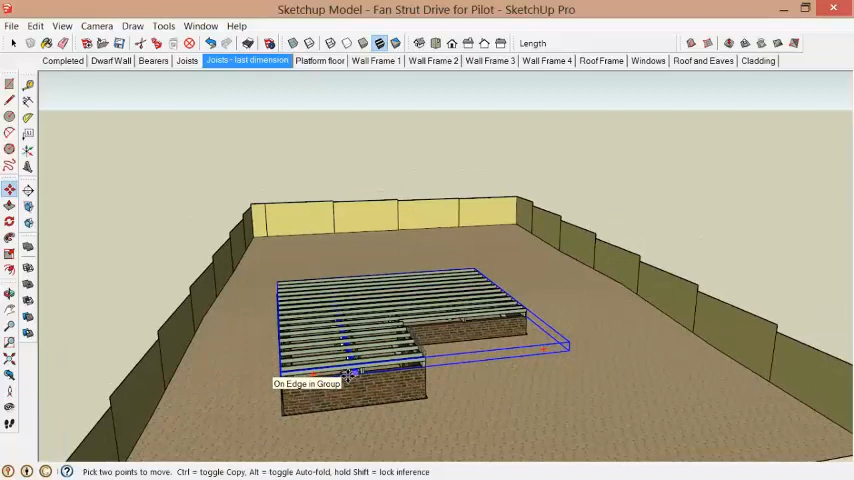 Sketchup Model - Fan Strut Drive for Pilot - SketchUp Pro
File Edit View Camera Draw Tools Window Help
Length
Completed Dwarf Wall Bearers Joists Joists - last dimension Platform floor Wall Frame 1 Wall Frame 2 Wall Frame 3 Wall Frame 4 Roof Frame Windows Roof and Eaves Cladding
On Edge in Group
Pick two points to move. Ctrl = toggle Copy, Alt = toggle Auto-fold, hold Shift = lock inference